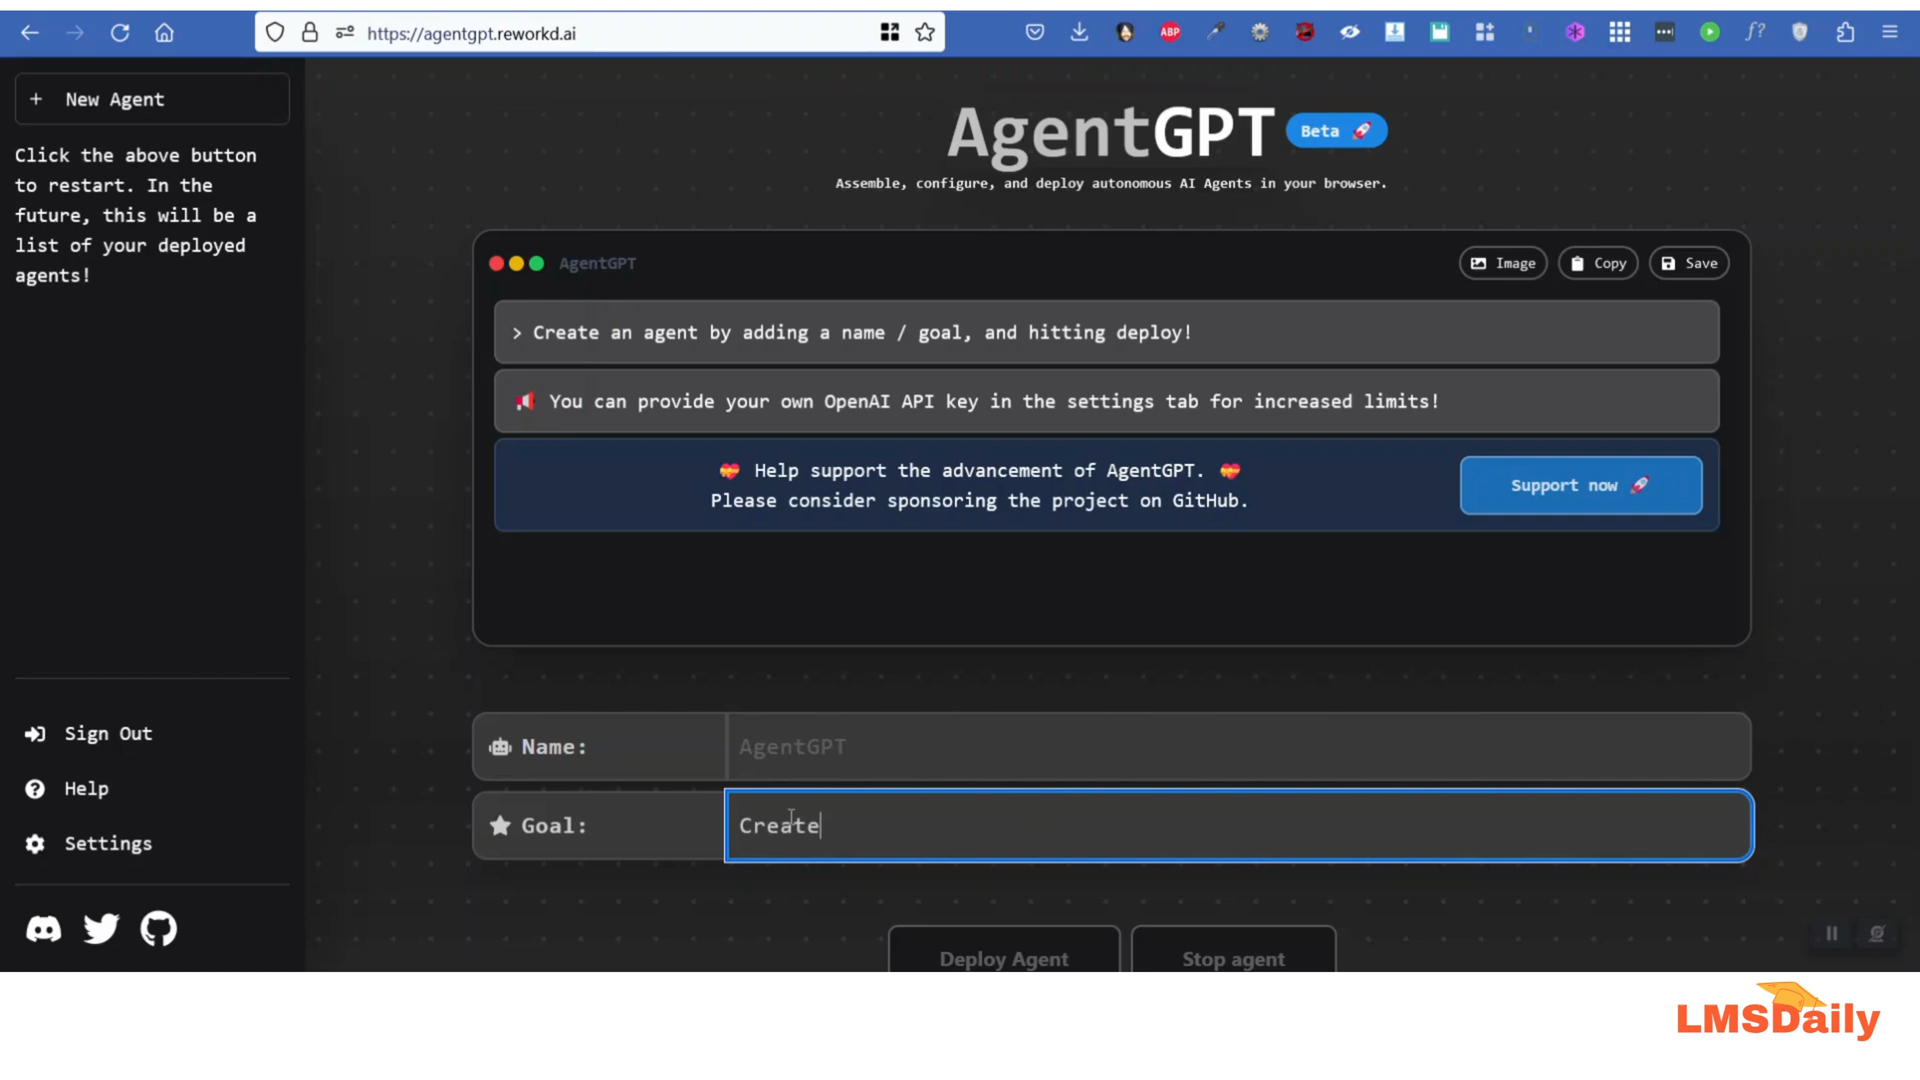 https://agentgpt.reworkd.ai
ABP
f?
+ New Agent
Click the above button
to restart. In the
future, this will be a
list of your deployed
agents!
AgentGPT
Beta 🚀
Assemble, configure, and deploy autonomous AI Agents in your browser.
AgentGPT
Image
Copy
Save
> Create an agent by adding a name / goal, and hitting deploy!
📢 You can provide your own OpenAI API key in the settings tab for increased limits!
💝 Help support the advancement of AgentGPT. 💝
Please consider sponsoring the project on GitHub.
Support now 🚀
Name:
AgentGPT
Goal:
Create
Deploy Agent
Stop agent
Sign Out
Help
Settings
LMSDaily